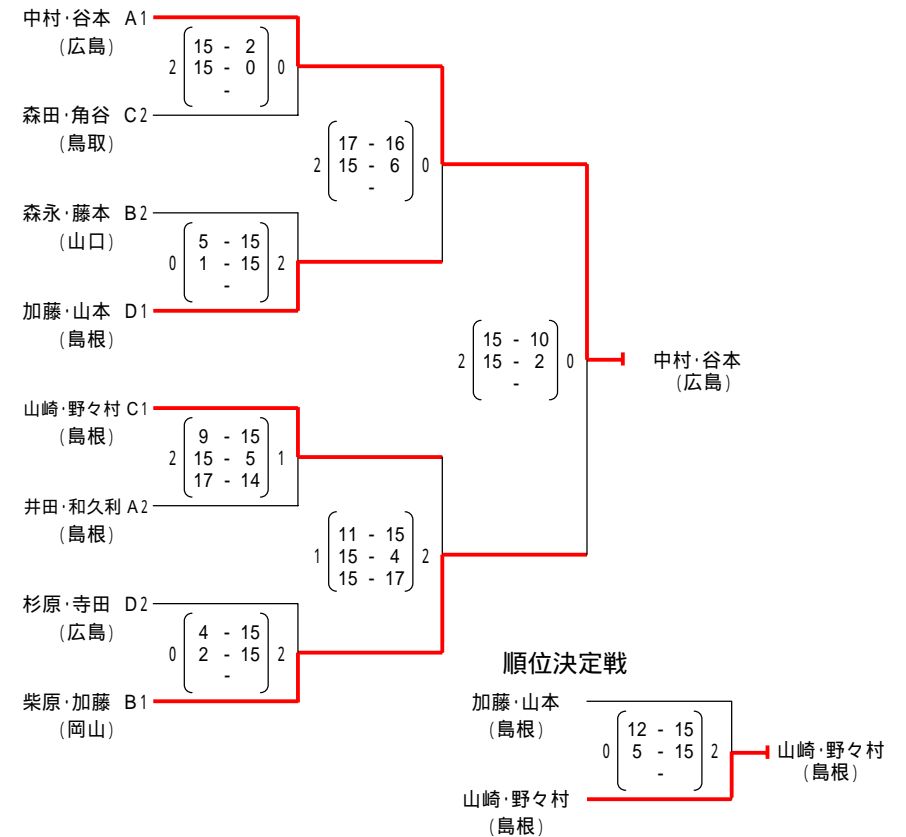 中村·谷本 A1
(広島)
2 15 - 2 0
15 - 0
-
森田·角谷 C2
(鳥取)
2 17 - 16 0
15 - 6
-
森永·藤本 B2
(山口)
0 5 - 15 2
1 - 15
-
加藤·山本 D1
(島根)
2 15 - 10 0
15 - 2
-
中村·谷本
(広島)
山崎·野々村 C1
(島根)
2 9 - 15 1
15 - 5
17 - 14
井田·和久利 A2
(島根)
1 11 - 15 2
15 - 4
15 - 17
杉原·寺田 D2
(広島)
0 4 - 15 2
2 - 15
-
柴原·加藤 B1
(岡山)
順位決定戦
加藤·山本
(島根)
0 12 - 15 2
5 - 15
-
山崎·野々村
(島根)
山崎·野々村
(島根)